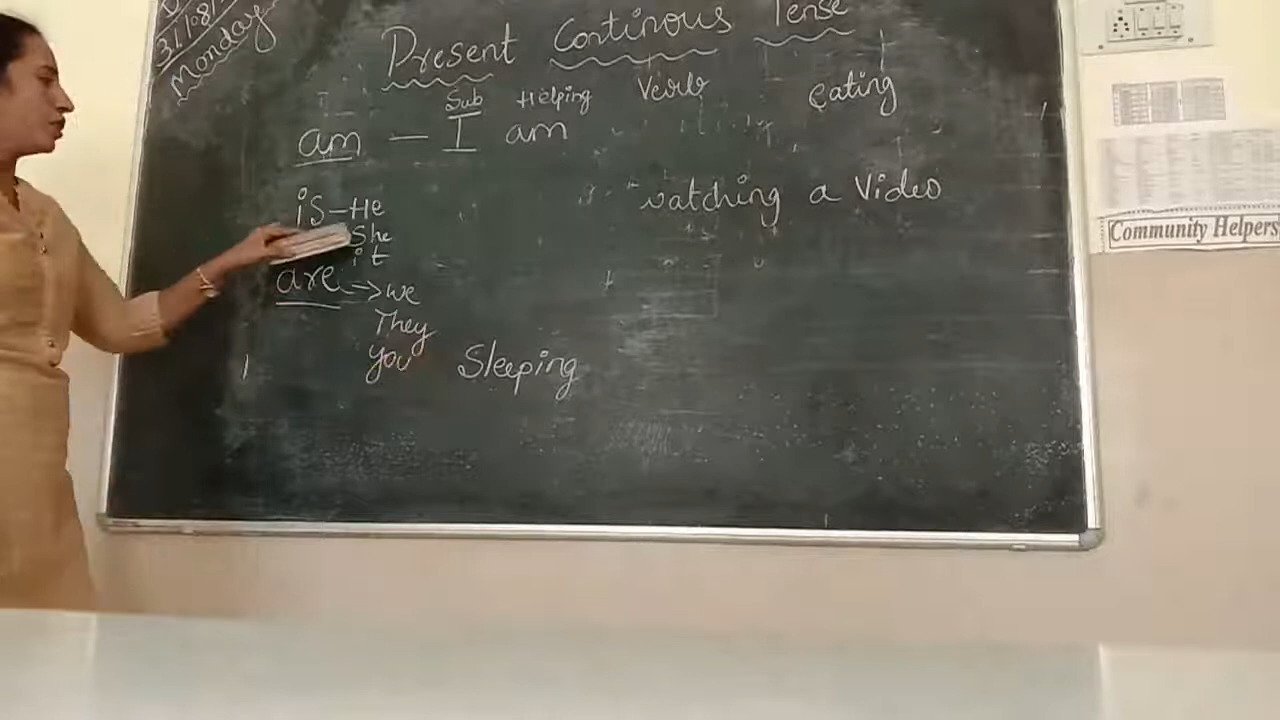 31/08/
Monday
Present Continous Tense
Sub Helping Verb eating
am – I am
watching a Video
is – He
She
it
are → we
They
you Sleeping
Community Helpers